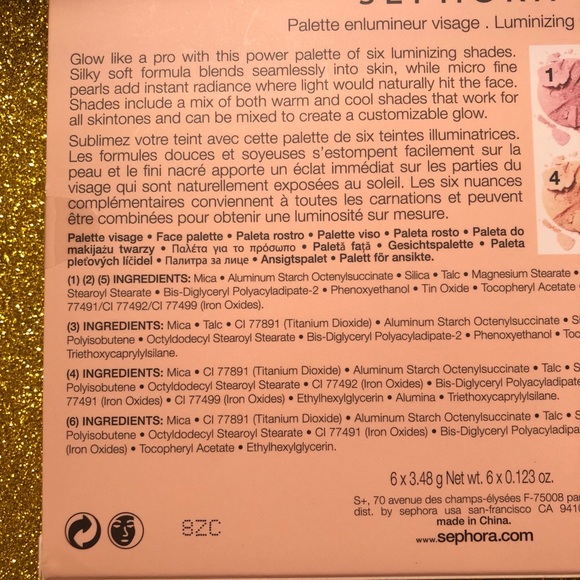 SEPHORA
Palette enlumineur visage . Luminizing
Glow like a pro with this power palette of six luminizing shades.
Silky soft formula blends seamlessly into skin, while micro fine
pearls add instant radiance where light would naturally hit the face.
Shades include a mix of both warm and cool shades that work for
all skintones and can be mixed to create a customizable glow.
1
Sublimez votre teint avec cette palette de six teintes illuminatrices.
Les formules douces et soyeuses s'estompent facilement sur la
peau et le fini nacré apporte un éclat immédiat sur les parties du
visage qui sont naturellement exposées au soleil. Les six nuances
complémentaires conviennent à toutes les carnations et peuvent
être combinées pour obtenir une luminosité sur mesure.
4
Palette visage • Face palette • Paleta rostro • Palette viso • Paleta rosto • Paleta do
makijażu twarzy • Παλέτα για το πρόσωπο • Paletă față • Gesichtspalette • Paleta
pleťových líčidel • Палитра за лице • Ansigtspalet • Palett för ansikte.
(1) (2) (5) INGREDIENTS: Mica • Aluminum Starch Octenylsuccinate • Silica • Talc • Magnesium Stearate •
Stearoyl Stearate • Bis-Diglyceryl Polyacyladipate-2 • Phenoxyethanol • Tin Oxide • Tocopheryl Acetate •
77491/CI 77492/CI 77499 (Iron Oxides).
(3) INGREDIENTS: Mica • Talc • CI 77891 (Titanium Dioxide) • Aluminum Starch Octenylsuccinate •
Polyisobutene • Octyldodecyl Stearoyl Stearate • Bis-Diglyceryl Polyacyladipate-2 • Phenoxyethanol •
Triethoxycaprylylsilane.
(4) INGREDIENTS: Mica • CI 77891 (Titanium Dioxide) • Aluminum Starch Octenylsuccinate • Talc •
Polyisobutene • Octyldodecyl Stearoyl Stearate • CI 77492 (Iron Oxides) • Bis-Diglyceryl Polyacyladipate
77491 (Iron Oxides) • CI 77499 (Iron Oxides) • Ethylhexylglycerin • Alumina • Triethoxycaprylylsilane.
(6) INGREDIENTS: Mica • CI 77891 (Titanium Dioxide) • Aluminum Starch Octenylsuccinate • Talc •
Polyisobutene • Octyldodecyl Stearoyl Stearate • CI 77491 (Iron Oxides) • Bis-Diglyceryl Polyacyladipate
(Iron Oxides) • Tocopheryl Acetate • Ethylhexylglycerin.
6 x 3.48 g Net wt. 6 x 0.123 oz.
S+, 70 avenue des champs-élysées F-75008
dist. by sephora usa san-francisco CA
made in China.
www.sephora.com
8ZC